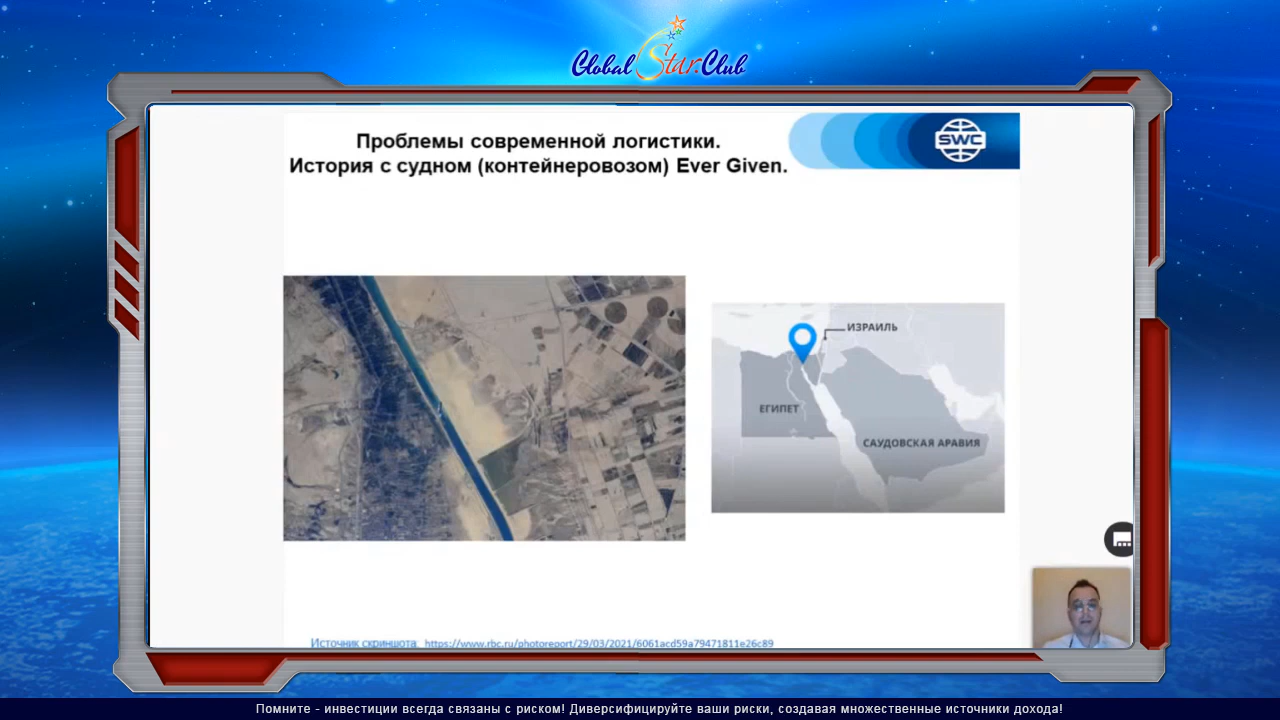 Global Star.Club
Проблемы современной логистики.
История с судном (контейнеровозом) Ever Given.
SWC
ИЗРАИЛЬ
ЕГИПЕТ
САУДОВСКАЯ АРАВИЯ
Источник скриншота: https://www.rbc.ru/photoreport/29/03/2021/6061acd59a79471811e26c89
Помните - инвестиции всегда связаны с риском! Диверсифицируйте ваши риски, создавая множественные источники дохода!